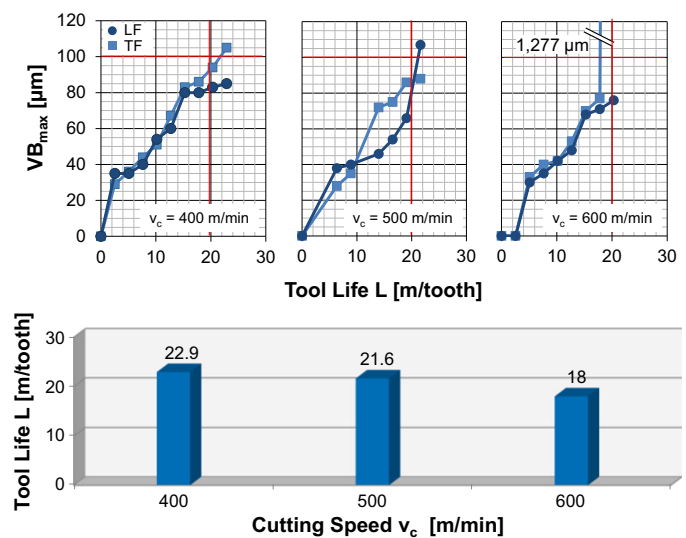 VBmax [µm]
120
100
80
60
40
20
0
LF
TF
vc = 400 m/min
0 10 20 30
vc = 500 m/min
0 10 20 30
1,277 µm
vc = 600 m/min
0 10 20 30
Tool Life L [m/tooth]
Tool Life L [m/tooth]
30
20
10
0
22.9
21.6
18
400 500 600
Cutting Speed vc [m/min]